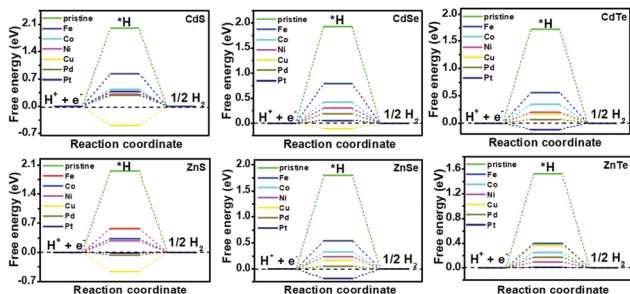 CdS
pristine
Fe
Co
Ni
Cu
Pd
Pt
*H
H⁺ + e⁻
1/2 H₂
Free energy (eV)
2.1
1.4
0.7
0.0
-0.7
Reaction coordinate
CdSe
pristine
Fe
Co
Ni
Cu
Pd
Pt
*H
H⁺ + e⁻
1/2 H₂
Free energy (eV)
2.0
1.5
1.0
0.5
0.0
Reaction coordinate
CdTe
pristine
Fe
Co
Ni
Cu
Pd
Pt
*H
H⁺ + e⁻
1/2 H₂
Free energy (eV)
2.0
1.5
1.0
0.5
0.0
Reaction coordinate
ZnS
pristine
Fe
Co
Ni
Cu
Pd
Pt
*H
H⁺ + e⁻
1/2 H₂
Free energy (eV)
2.1
1.4
0.7
0.0
-0.7
Reaction coordinate
ZnSe
pristine
Fe
Co
Ni
Cu
Pd
Pt
*H
H⁺ + e⁻
1/2 H₂
Free energy (eV)
2.0
1.5
1.0
0.5
0.0
Reaction coordinate
ZnTe
pristine
Fe
Co
Ni
Cu
Pd
Pt
*H
H⁺ + e⁻
1/2 H₂
Free energy (eV)
1.6
1.2
0.8
0.4
0.0
Reaction coordinate